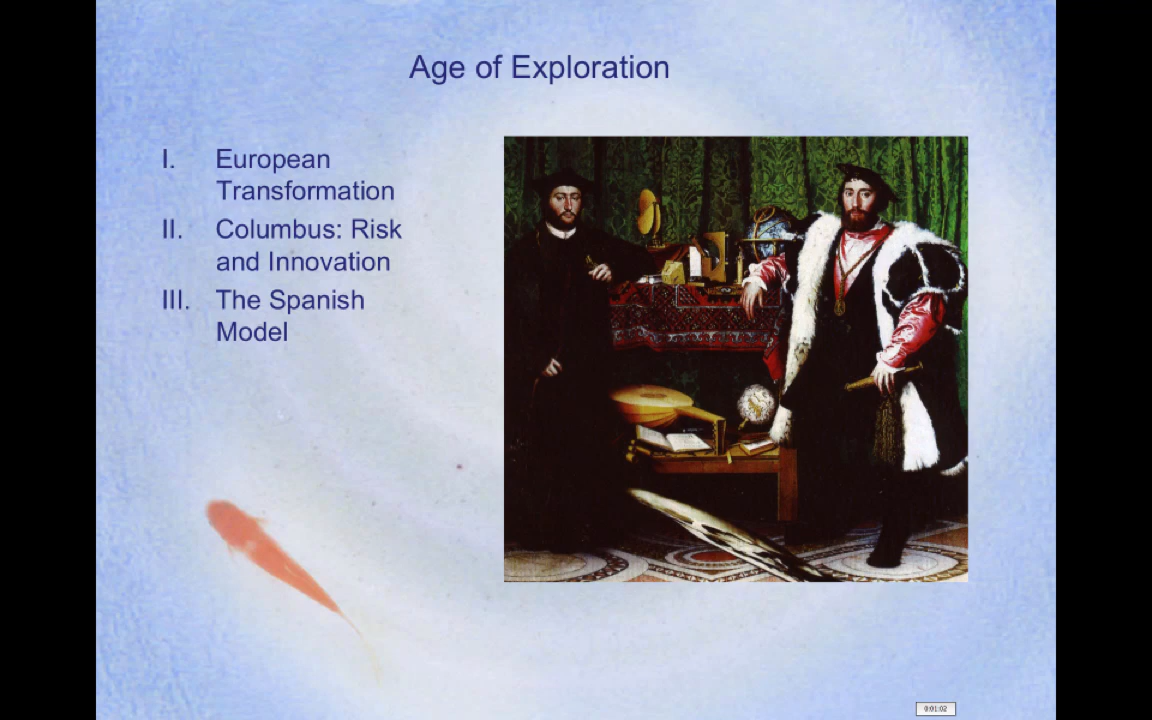 Age of Exploration
I. European
Transformation
II. Columbus: Risk
and Innovation
III. The Spanish
Model
0:01:02